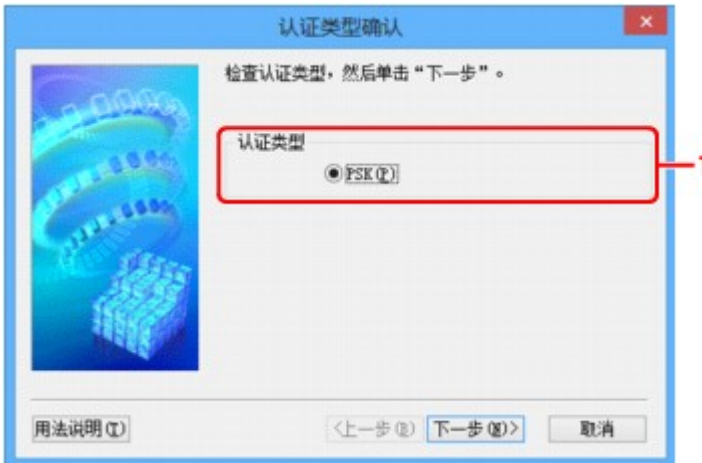 认证类型确认
检查认证类型，然后单击“下一步”。
认证类型
PSK(P)
用法说明(I)
<上一步(B)
下一步(N)>
取消